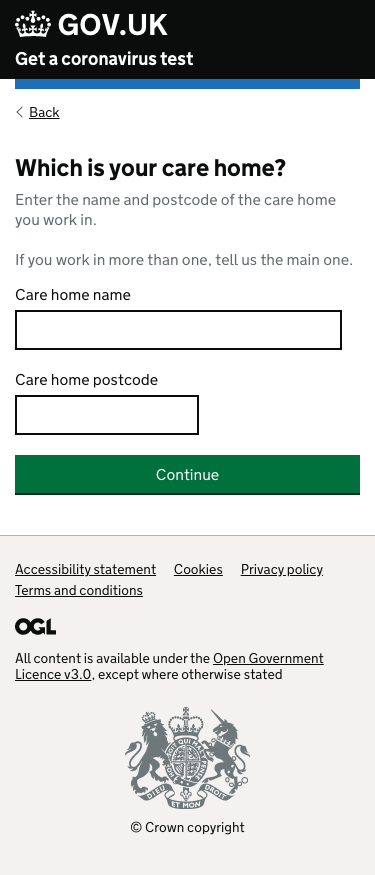 GOV.UK
Get a coronavirus test
Back
Which is your care home?
Enter the name and postcode of the care home
you work in.
If you work in more than one, tell us the main one.
Care home name
Care home postcode
Continue
Accessibility statement Cookies Privacy policy
Terms and conditions
OGL
All content is available under the Open Government
Licence v3.0, except where otherwise stated
DIEU ET MON
© Crown copyright